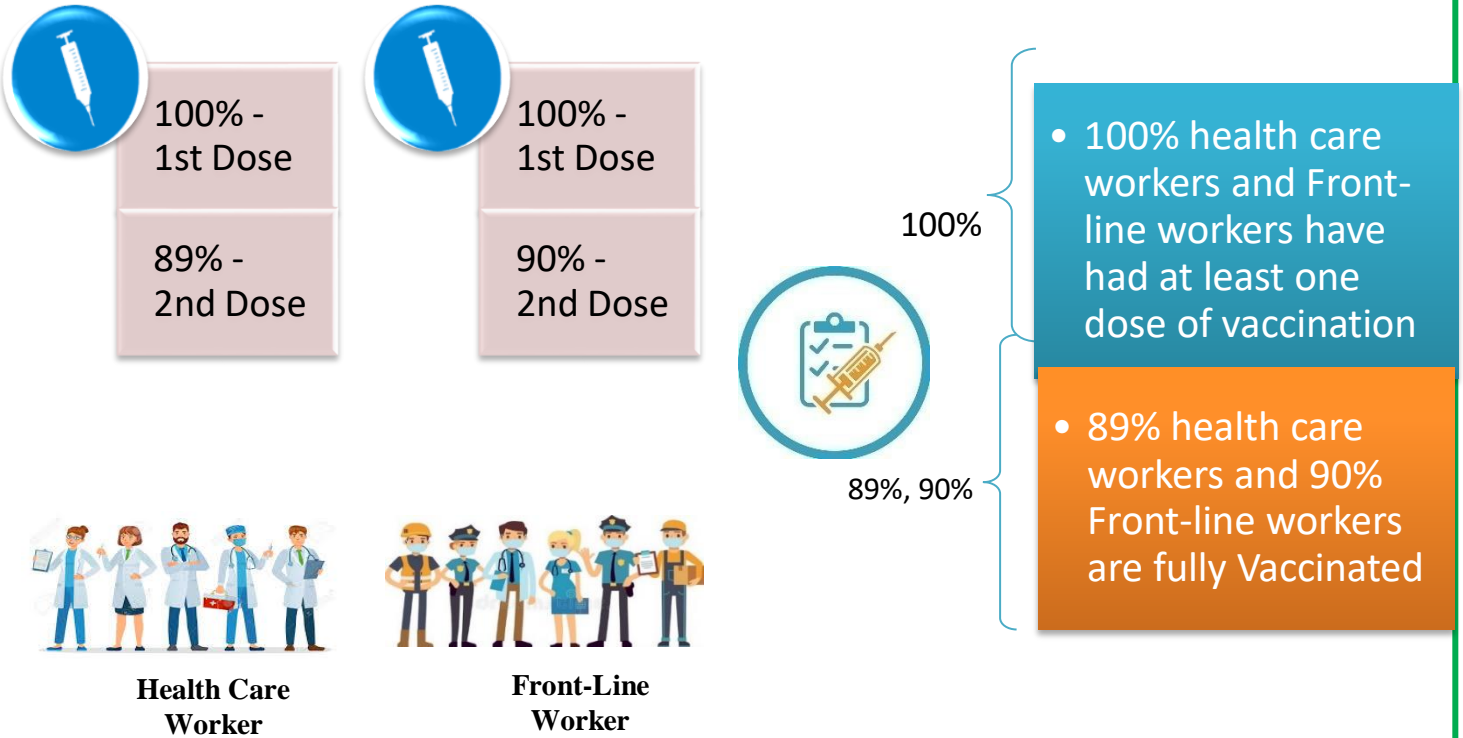 100% -
1st Dose
89% -
2nd Dose
Health Care
Worker
100% -
1st Dose
90% -
2nd Dose
Front-Line
Worker
100%
89%, 90%
• 100% health care
workers and Front-
line workers have
had at least one
dose of vaccination
• 89% health care
workers and 90%
Front-line workers
are fully Vaccinated